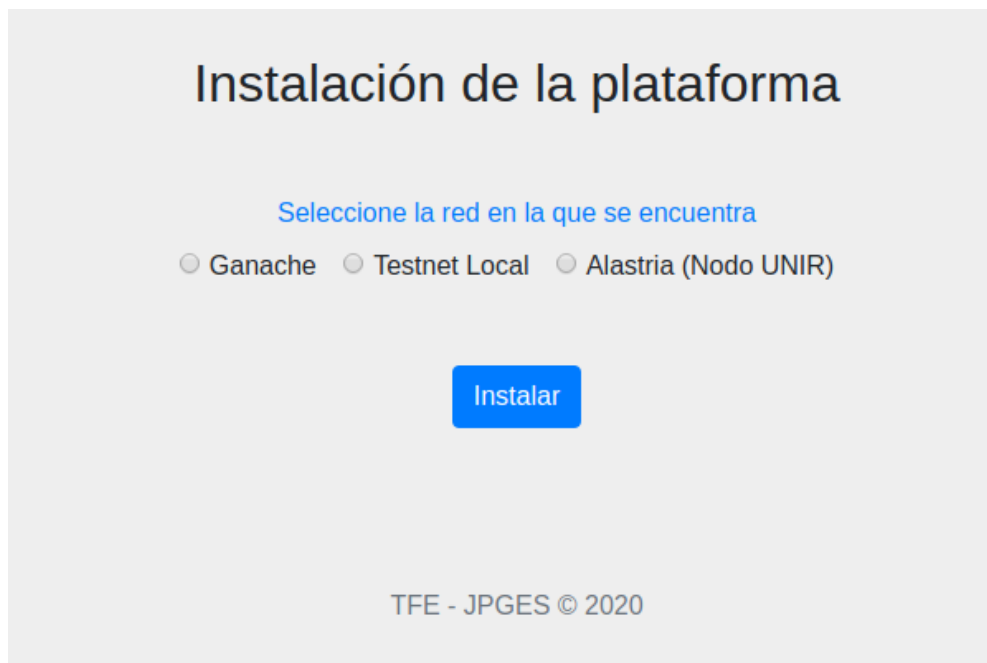 Instalación de la plataforma
Seleccione la red en la que se encuentra
Ganache Testnet Local Alastria (Nodo UNIR)
Instalar
TFE - JPGES © 2020